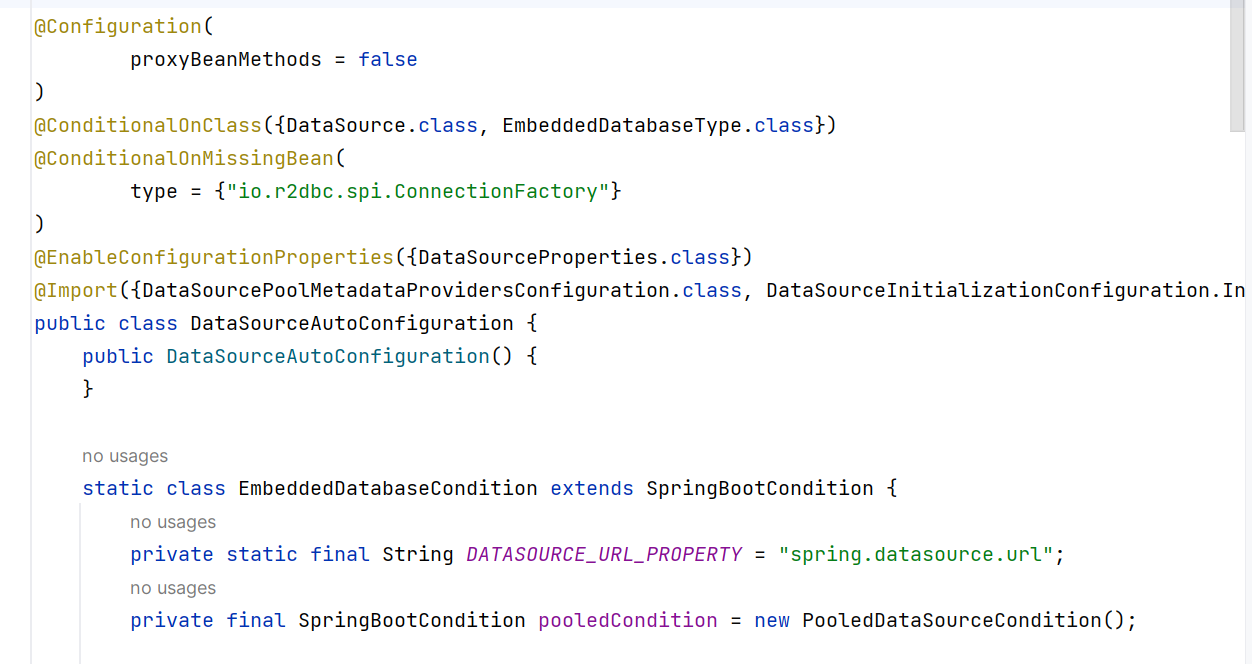 @Configuration(
        proxyBeanMethods = false
)
@ConditionalOnClass({DataSource.class, EmbeddedDatabaseType.class})
@ConditionalOnMissingBean(
        type = {"io.r2dbc.spi.ConnectionFactory"}
)
@EnableConfigurationProperties({DataSourceProperties.class})
@Import({DataSourcePoolMetadataProvidersConfiguration.class, DataSourceInitializationConfiguration.In
public class DataSourceAutoConfiguration {
    public DataSourceAutoConfiguration() {
    }
    no usages
    static class EmbeddedDatabaseCondition extends SpringBootCondition {
        no usages
        private static final String DATASOURCE_URL_PROPERTY = "spring.datasource.url";
        no usages
        private final SpringBootCondition pooledCondition = new PooledDataSourceCondition();